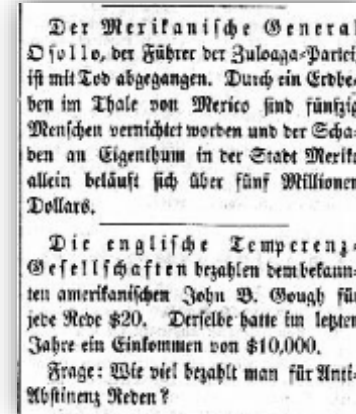 Der Merikanische General
Osollo, der Führer der Zuloaga-Partei,
ist mit Tod abgegangen. Durch ein Erdbe-
ben im Thale von Mexico sind fünfzig
Menschen vernichtet worden und der Scha-
den an Eigenthum in der Stadt Meriko
allein beläuft sich über fünf Millionen
Dollars.
Die englische Temperenz-
Gesellschaften bezahlen dem bekann-
ten amerikanischen John B. Gough für
jede Rede $20. Derselbe hatte im letzten
Jahre ein Einkommen von $10,000.
Frage: Wie viel bezahlt man für Anti-
Abstinenz Reden?